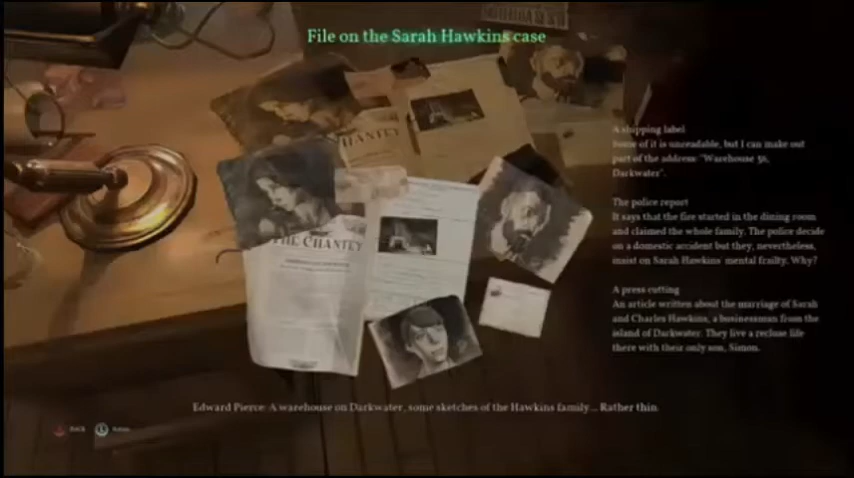 File on the Sarah Hawkins case
HANTEY
THE CHANTEY
A shipping label
Some of it is unreadable, but I can make out
part of the address: "Warehouse 36,
Darkwater".
The police report
It says that the fire started in the dining room
and claimed the whole family. The police decide
on a domestic accident but they, nevertheless,
insist on Sarah Hawkins' mental frailty. Why?
A press cutting
An article written about the marriage of Sarah
and Charles Hawkins, a businessman from the
island of Darkwater. They live a recluse life
there with their only son, Simon.
Edward Pierce: A warehouse on Darkwater, some sketches of the Hawkins family... Rather thin.
Back